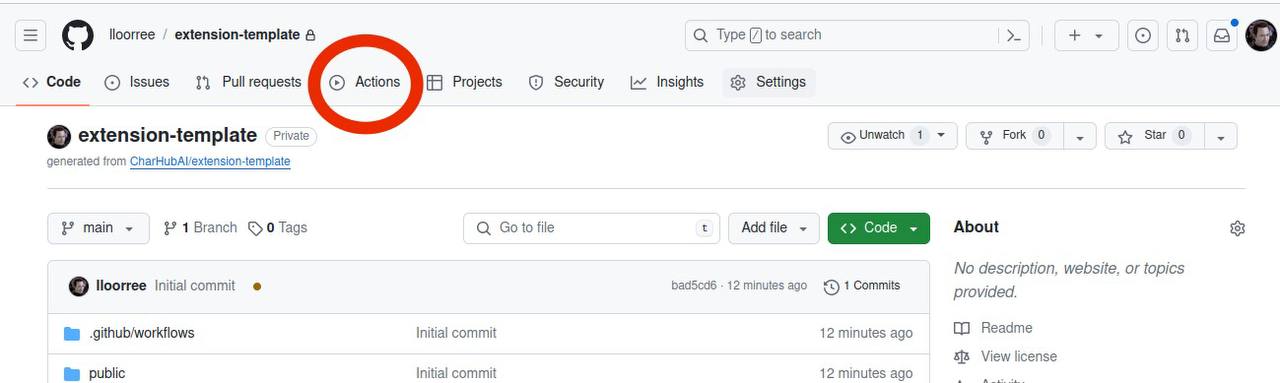 lloorree / extension-template Type / to search
Code Issues Pull requests Actions Projects Security Insights Settings
extension-template Private Unwatch 1 Fork 0 Star 0
generated from CharHubAI/extension-template
main 1 Branch 0 Tags Go to file t Add file Code About
No description, website, or topics
provided.
lloorree Initial commit bad5cd6 · 12 minutes ago 1 Commits
Readme
.github/workflows Initial commit 12 minutes ago
View license
public Initial commit 12 minutes ago
Activity